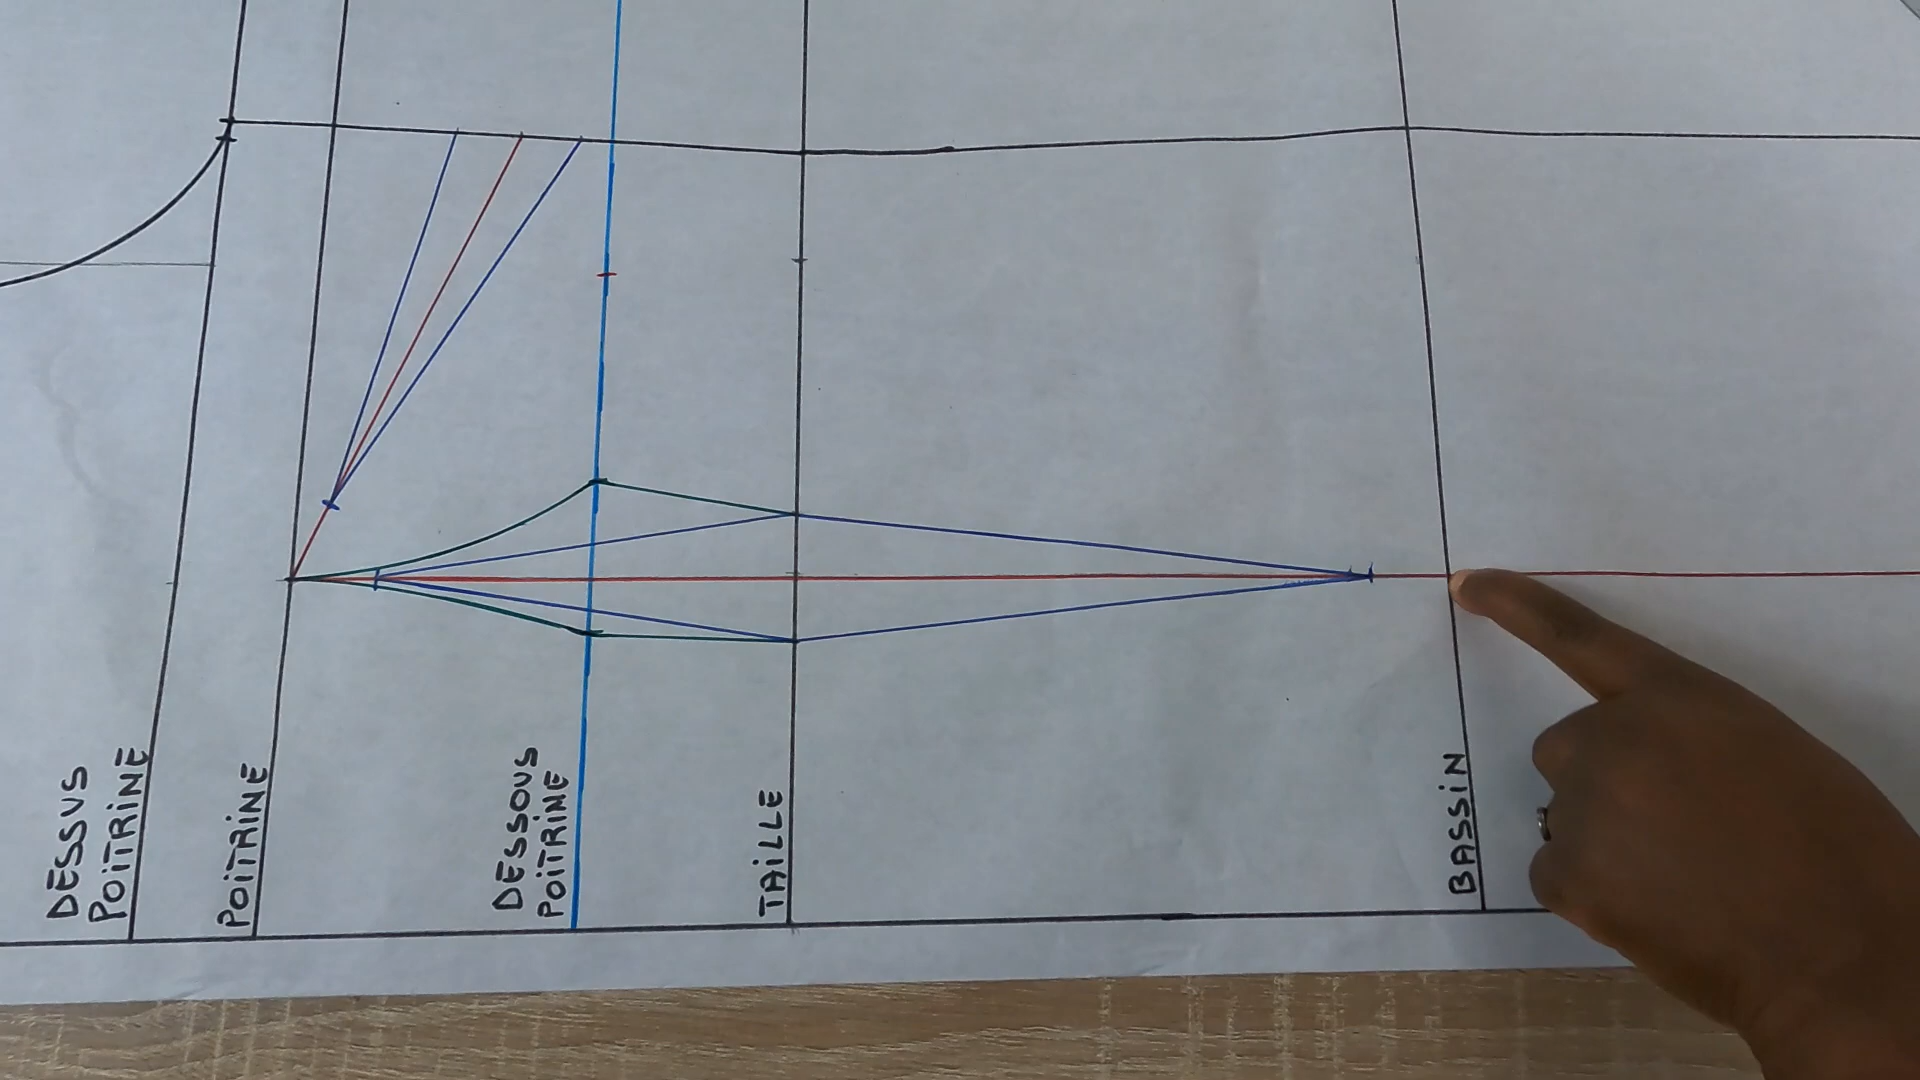 DESSUS
POiTRiNE
POiTRiNE
DESSOUS
POiTRiNE
TAiLLE
BASSiN